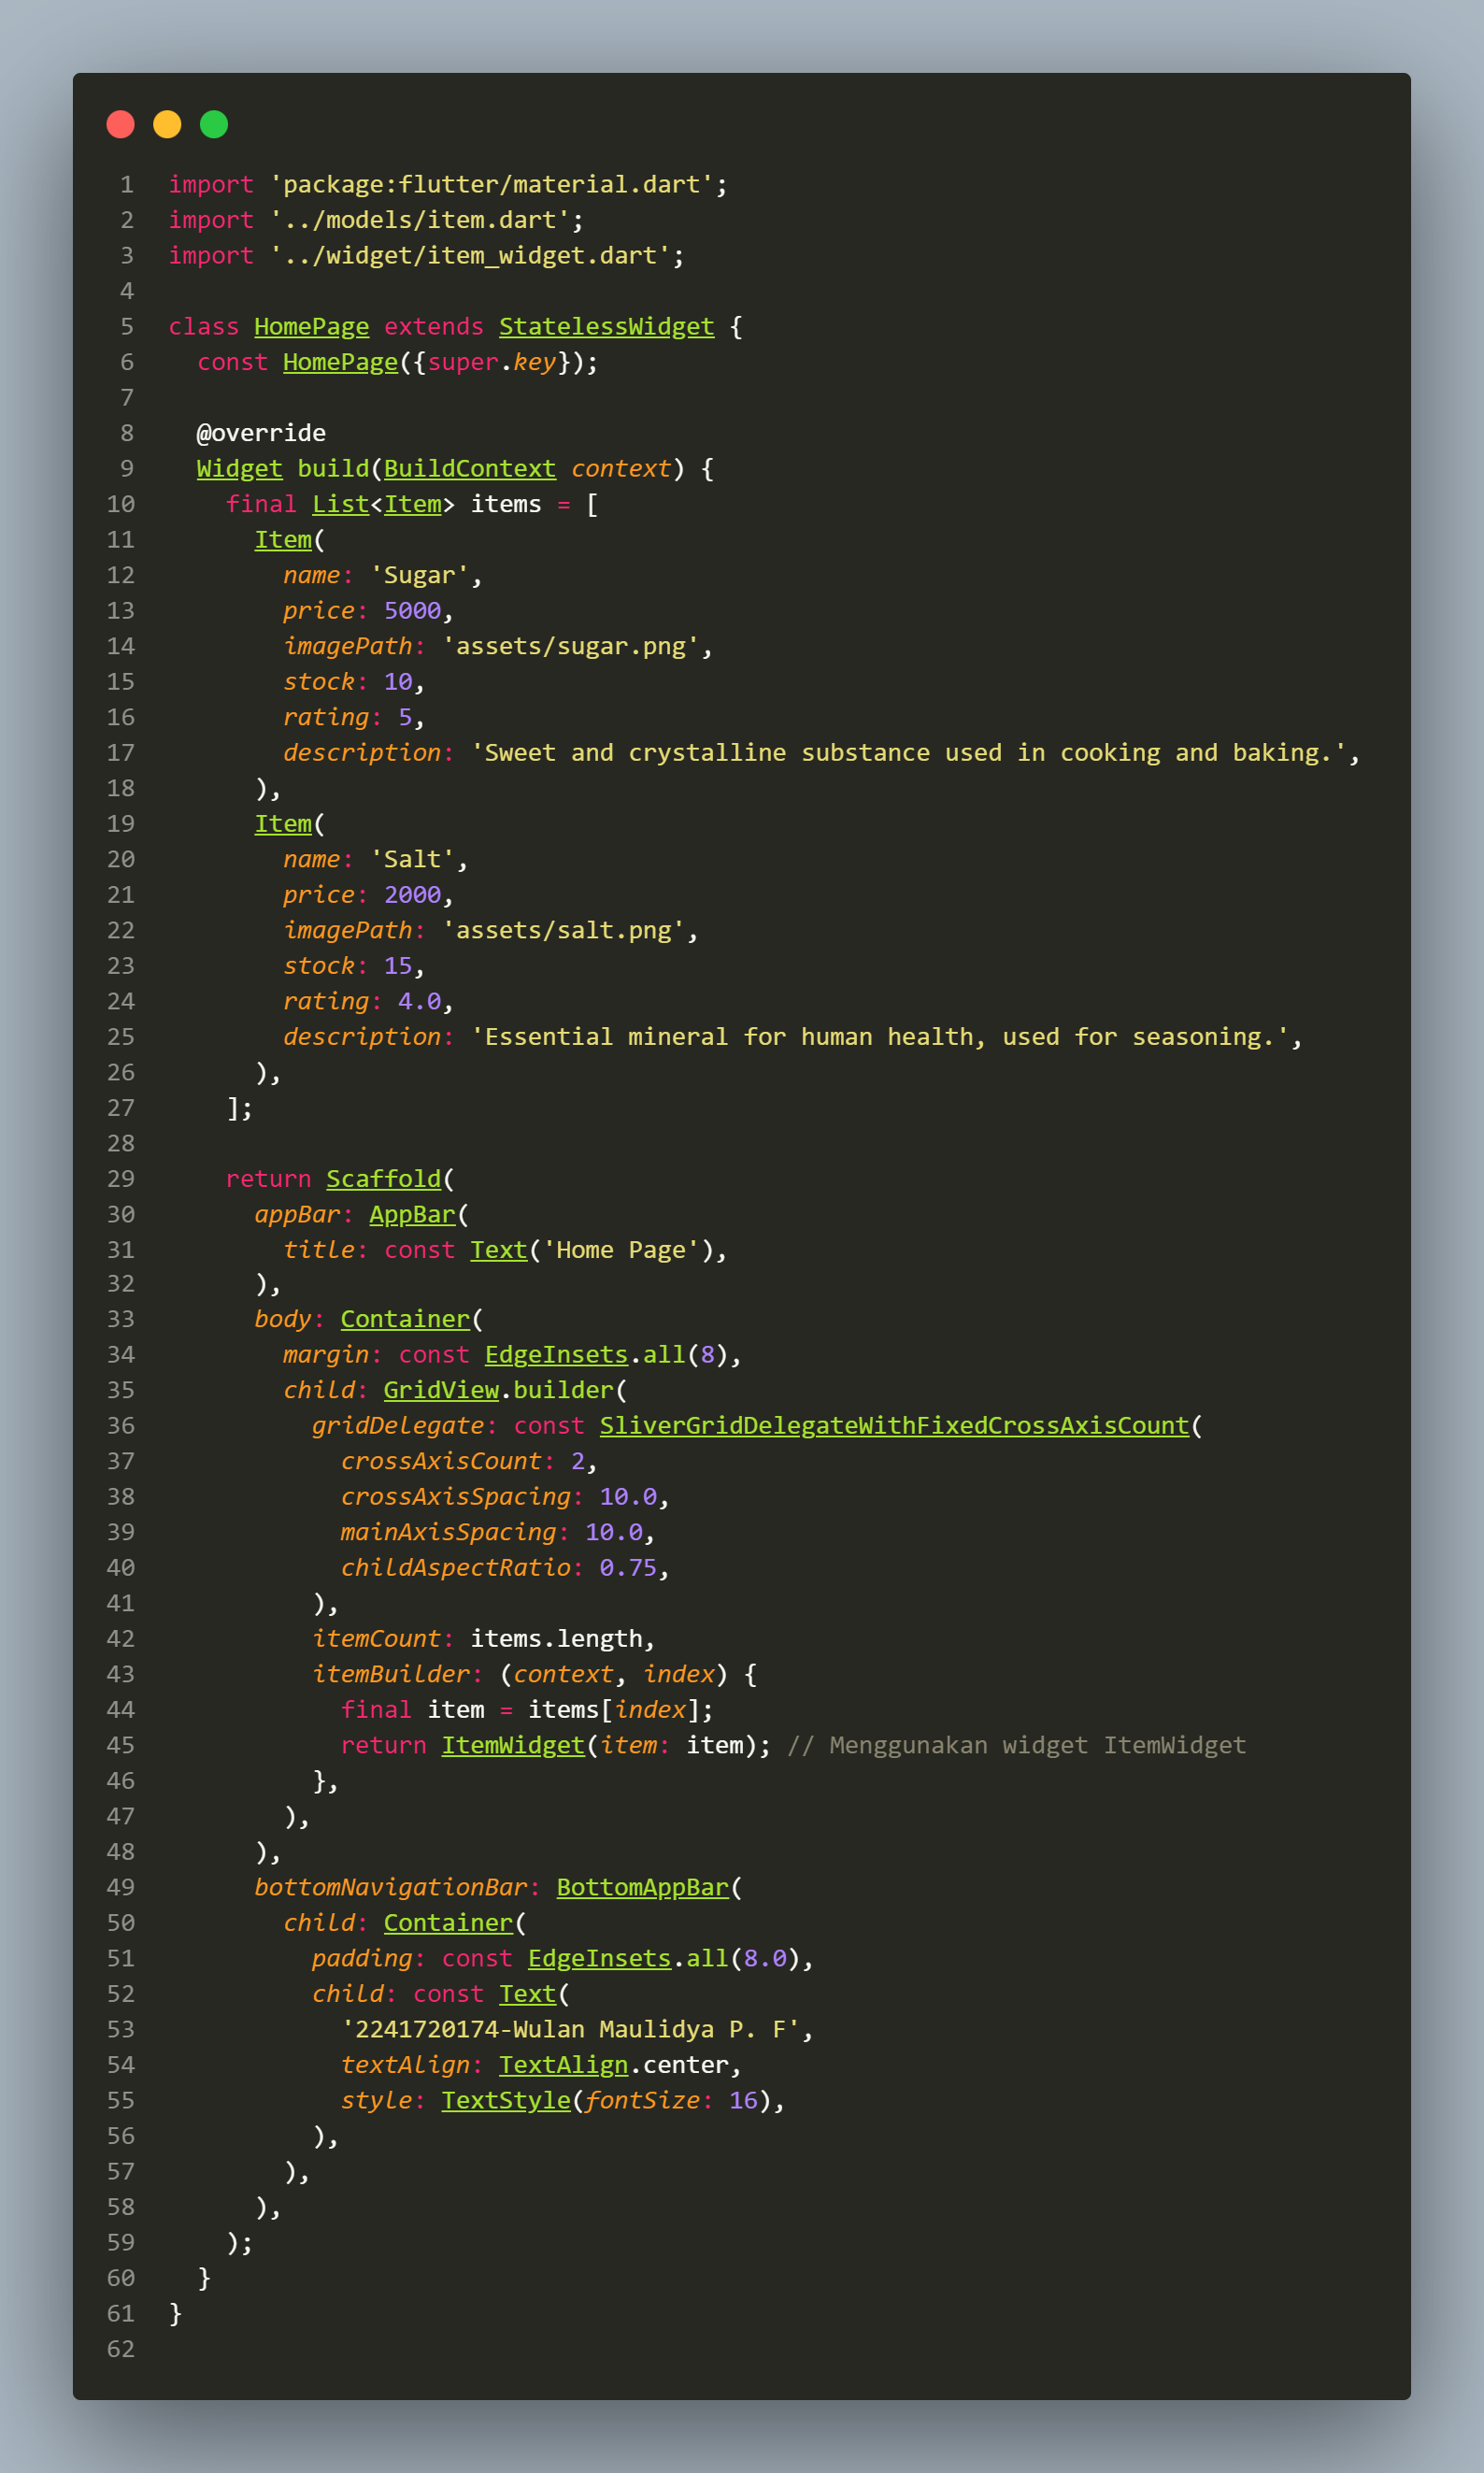 1 import 'package:flutter/material.dart';
2 import '../models/item.dart';
3 import '../widget/item_widget.dart';
4
5 class HomePage extends StatelessWidget {
6   const HomePage({super.key});
7
8   @override
9   Widget build(BuildContext context) {
10     final List<Item> items = [
11       Item(
12         name: 'Sugar',
13         price: 5000,
14         imagePath: 'assets/sugar.png',
15         stock: 10,
16         rating: 5,
17         description: 'Sweet and crystalline substance used in cooking and baking.',
18       ),
19       Item(
20         name: 'Salt',
21         price: 2000,
22         imagePath: 'assets/salt.png',
23         stock: 15,
24         rating: 4.0,
25         description: 'Essential mineral for human health, used for seasoning.',
26       ),
27     ];
28
29     return Scaffold(
30       appBar: AppBar(
31         title: const Text('Home Page'),
32       ),
33       body: Container(
34         margin: const EdgeInsets.all(8),
35         child: GridView.builder(
36           gridDelegate: const SliverGridDelegateWithFixedCrossAxisCount(
37             crossAxisCount: 2,
38             crossAxisSpacing: 10.0,
39             mainAxisSpacing: 10.0,
40             childAspectRatio: 0.75,
41           ),
42           itemCount: items.length,
43           itemBuilder: (context, index) {
44             final item = items[index];
45             return ItemWidget(item: item); // Menggunakan widget ItemWidget
46           },
47         ),
48       ),
49       bottomNavigationBar: BottomAppBar(
50         child: Container(
51           padding: const EdgeInsets.all(8.0),
52           child: const Text(
53             '2241720174-Wulan Maulidya P. F',
54             textAlign: TextAlign.center,
55             style: TextStyle(fontSize: 16),
56           ),
57         ),
58       ),
59     );
60   }
61 }
62